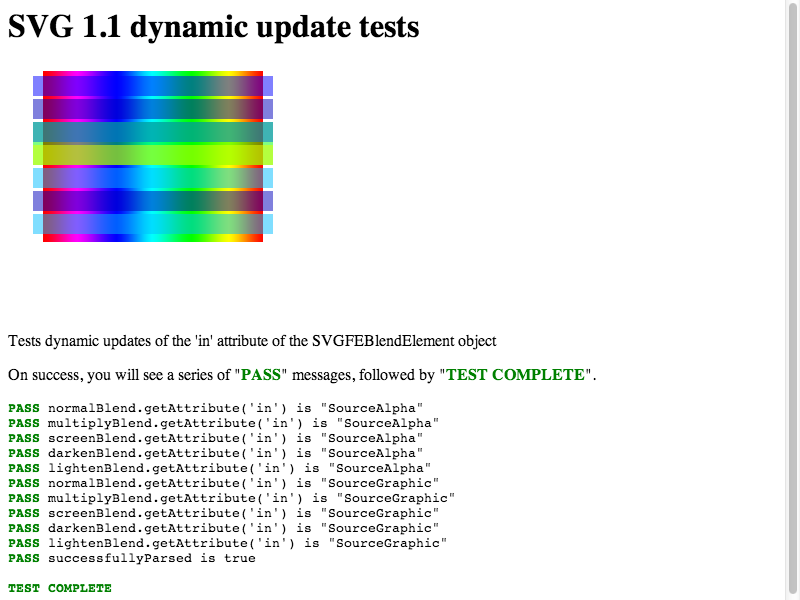 SVG 1.1 dynamic update tests
Tests dynamic updates of the 'in' attribute of the SVGFEBlendElement object
On success, you will see a series of "PASS" messages, followed by "TEST COMPLETE".
PASS normalBlend.getAttribute('in') is "SourceAlpha"
PASS multiplyBlend.getAttribute('in') is "SourceAlpha"
PASS screenBlend.getAttribute('in') is "SourceAlpha"
PASS darkenBlend.getAttribute('in') is "SourceAlpha"
PASS lightenBlend.getAttribute('in') is "SourceAlpha"
PASS normalBlend.getAttribute('in') is "SourceGraphic"
PASS multiplyBlend.getAttribute('in') is "SourceGraphic"
PASS screenBlend.getAttribute('in') is "SourceGraphic"
PASS darkenBlend.getAttribute('in') is "SourceGraphic"
PASS lightenBlend.getAttribute('in') is "SourceGraphic"
PASS successfullyParsed is true
TEST COMPLETE